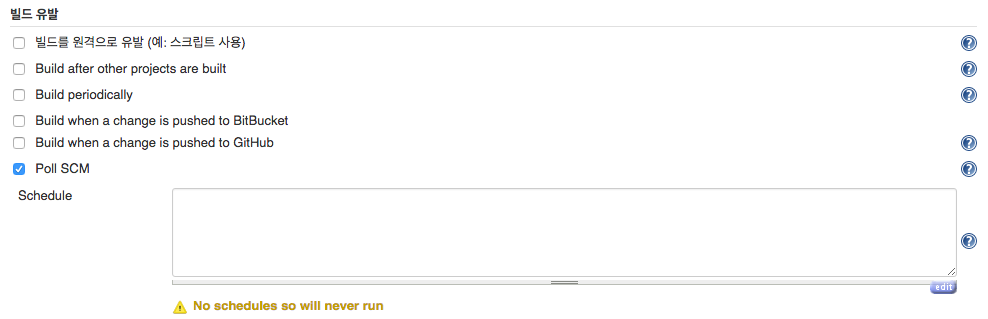 빌드 유발
빌드를 원격으로 유발 (예: 스크립트 사용)
Build after other projects are built
Build periodically
Build when a change is pushed to BitBucket
Build when a change is pushed to GitHub
Poll SCM
Schedule
edit
No schedules so will never run